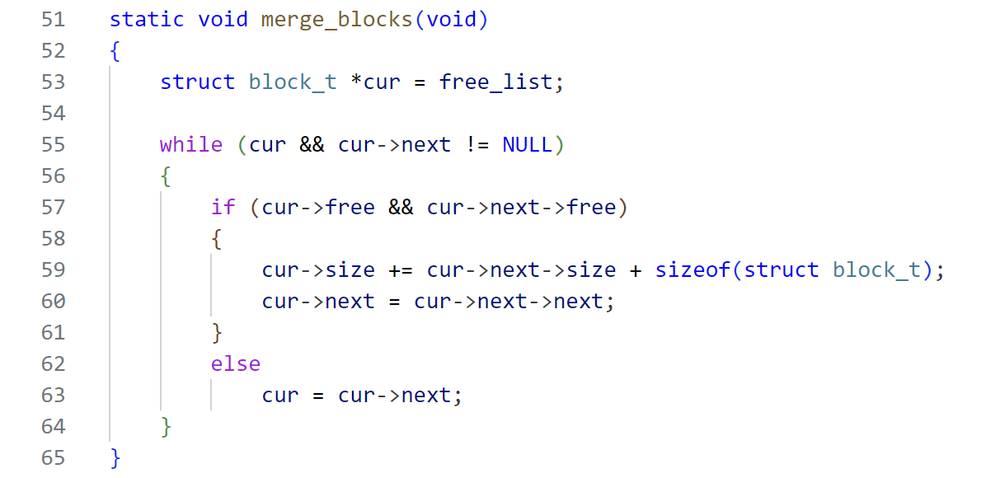 51 static void merge_blocks(void)
52 {
53     struct block_t *cur = free_list;
54
55     while (cur && cur->next != NULL)
56     {
57         if (cur->free && cur->next->free)
58         {
59             cur->size += cur->next->size + sizeof(struct block_t);
60             cur->next = cur->next->next;
61         }
62         else
63             cur = cur->next;
64     }
65 }